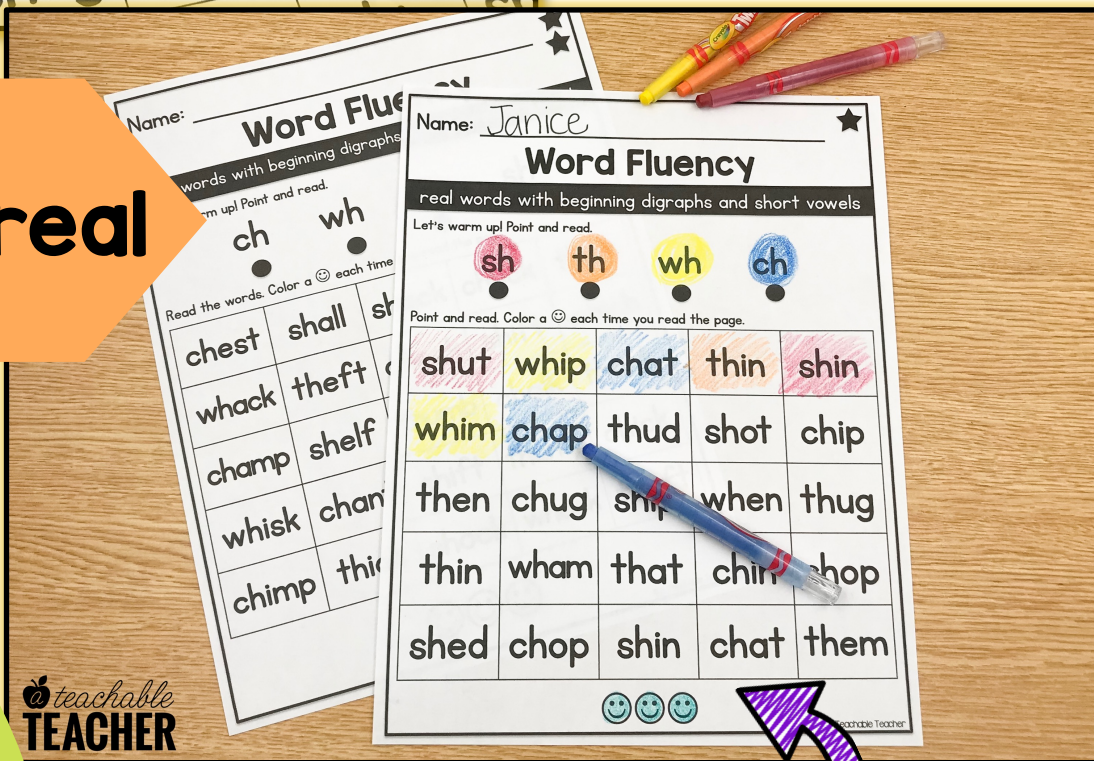 real
Name:
Word
words with beginning digraphs
up! Point and read.
ch wh
Read the words. Color a each time
chest shall
whack theft
champ shelf
whisk
chimp
Name: Janice
Word Fluency
real words with beginning digraphs and short vowels
Let's warm up! Point and read.
sh th wh ch
Point and read. Color a each time you read the page.
shut whip chat thin shin
whim chap thud shot chip
then chug ship when thug
thin wham that chin shop
shed chop shin chat them
Teachable Teacher
a teachable
TEACHER